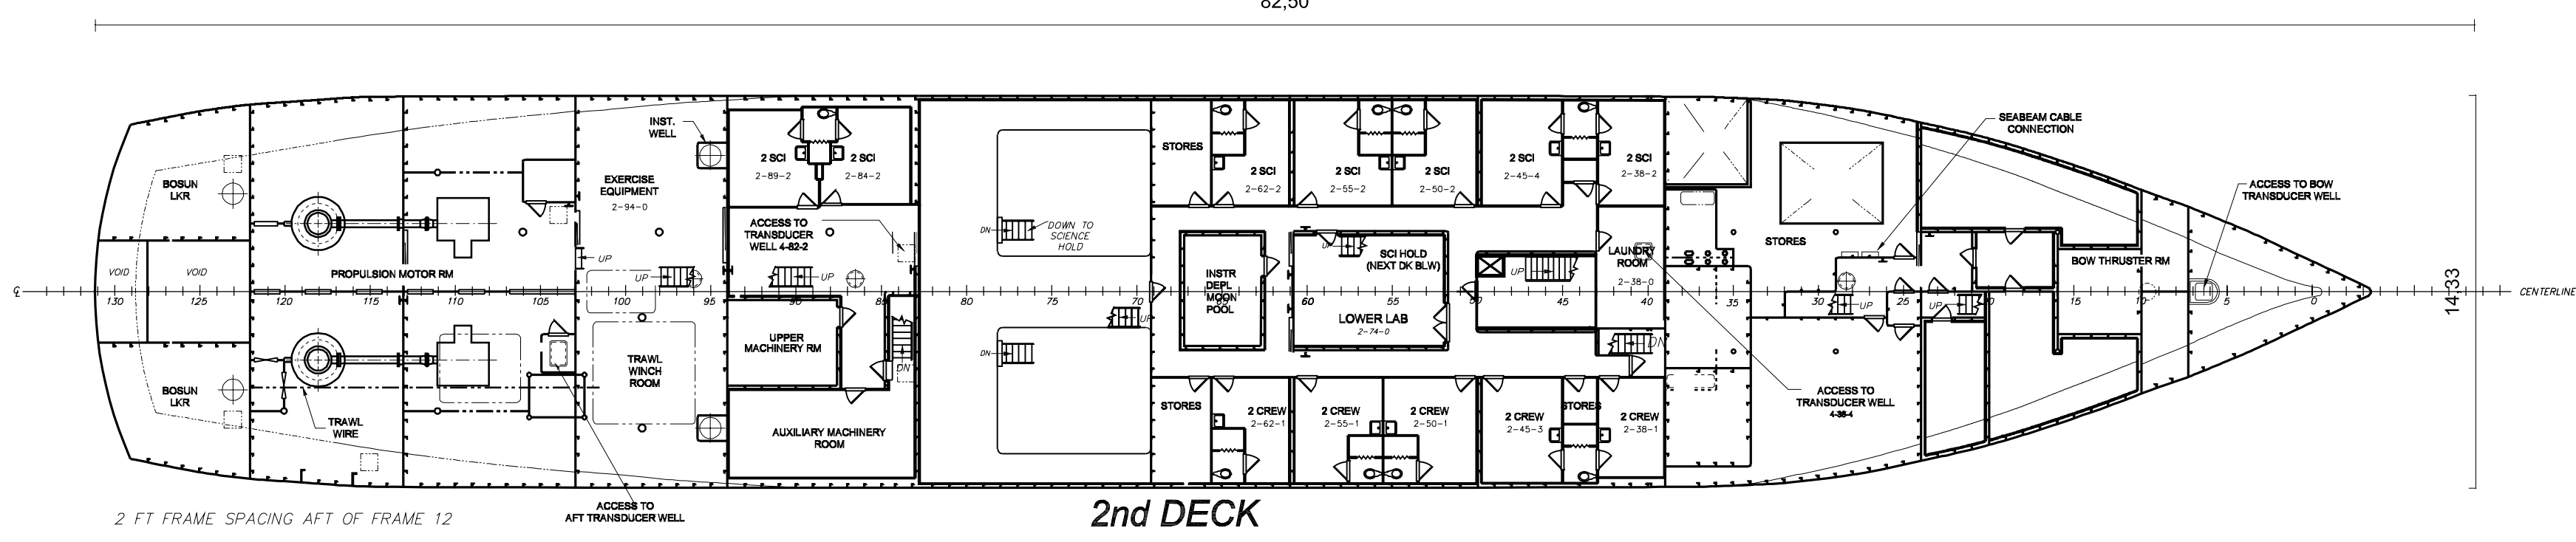 82,50
SEABEAM CABLE
CONNECTION
INST.
WELL
STORES
2 SCI
2-89-2
2 SCI
2-84-2
2 SCI
2-62-2
2 SCI
2-55-2
2 SCI
2-50-2
2 SCI
2-45-4
2 SCI
2-38-2
BOSUN
LKR
EXERCISE
EQUIPMENT
2-94-0
ACCESS TO BOW
TRANSDUCER
WELL
ACCESS TO
TRANSDUCER
WELL 4-82-2
DN
DOWN TO
SCIENCE
HOLD
STORES
UP
SCI HOLD
(NEXT DK BLW)
LAUNDRY
ROOM
2-38-0
UP
VOID
VOID
PROPULSION MOTOR RM
UP
UP
INSTR
DEPL
MOON
POOL
UP
BOW THRUSTER RM
℄
130
125
120
115
110
105
100
95
90
85
80
75
70
65
60
55
50
45
40
35
30
25
20
15
10
5
0
CENTERLINE
14,33
UP
LOWER LAB
2-74-0
UP
UP
UPPER
MACHINERY RM
DN
DN
DN
TRAWL
WINCH
ROOM
BOSUN
LKR
TRAWL
WIRE
ACCESS TO
TRANSDUCER WELL
4-38-4
AUXILIARY MACHINERY
ROOM
STORES
2 CREW
2-62-1
2 CREW
2-55-1
2 CREW
2-50-1
2 CREW
2-45-3
STORES
2 CREW
2-38-1
ACCESS TO
AFT TRANSDUCER WELL
2 FT FRAME SPACING AFT OF FRAME 12
2nd DECK